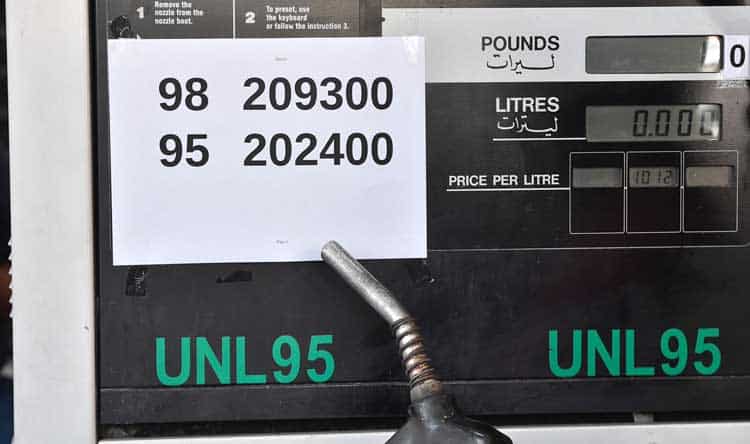 1 Remove the
nozzle from the
nozzle boot.
2 To preset, use
the keyboard
or follow the instruction 3.
98 209300
95 202400
POUNDS
ليرات
0
LITRES
ليترات
0.000
PRICE PER LITRE
1012
UNL95
UNL95